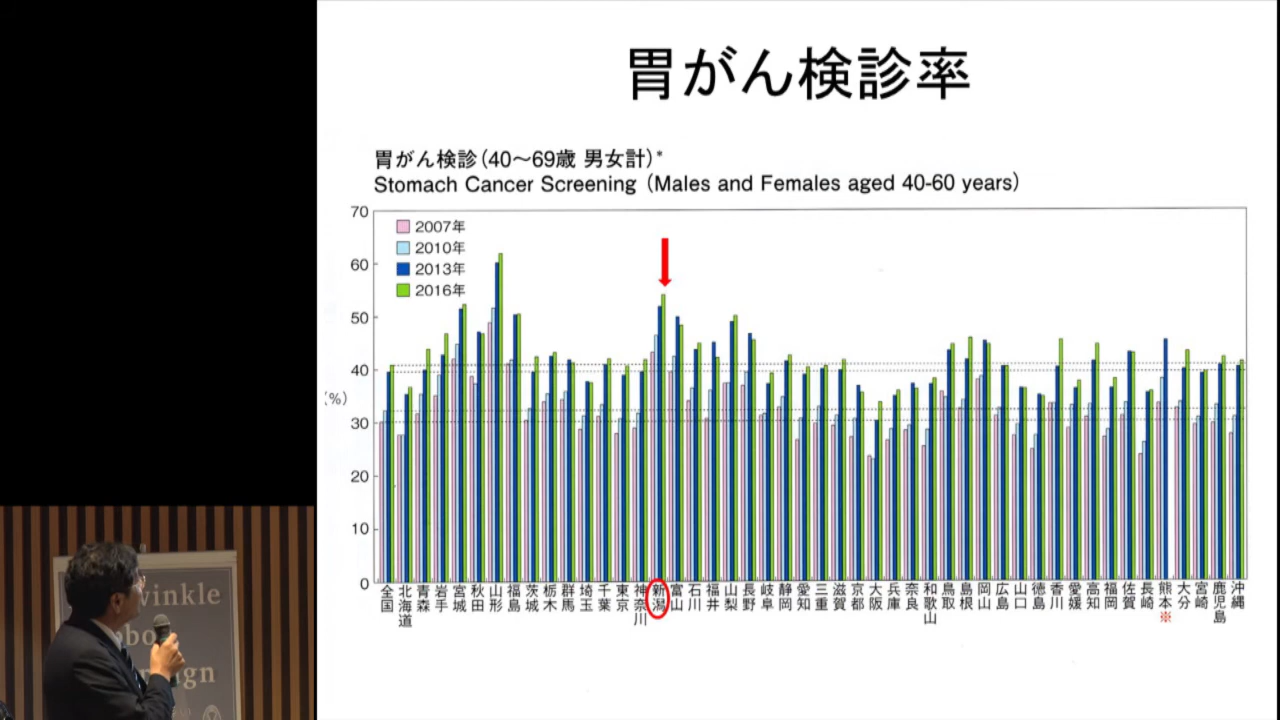 胃がん検診率
胃がん検診(40～69歳 男女計)*
Stomach Cancer Screening (Males and Females aged 40-60 years)
70
60
50
40
(%)
30
20
10
0
2007年
2010年
2013年
2016年
全国
北海道
青森
岩手
宮城
秋田
山形
福島
茨城
栃木
群馬
埼玉
千葉
東京
神奈川
新潟
富山
石川
福井
山梨
長野
岐阜
静岡
愛知
三重
滋賀
京都
大阪
兵庫
奈良
和歌山
鳥取
島根
岡山
広島
山口
徳島
香川
愛媛
高知
福岡
佐賀
長崎
熊本※
大分
宮崎
鹿児島
沖縄
winkle